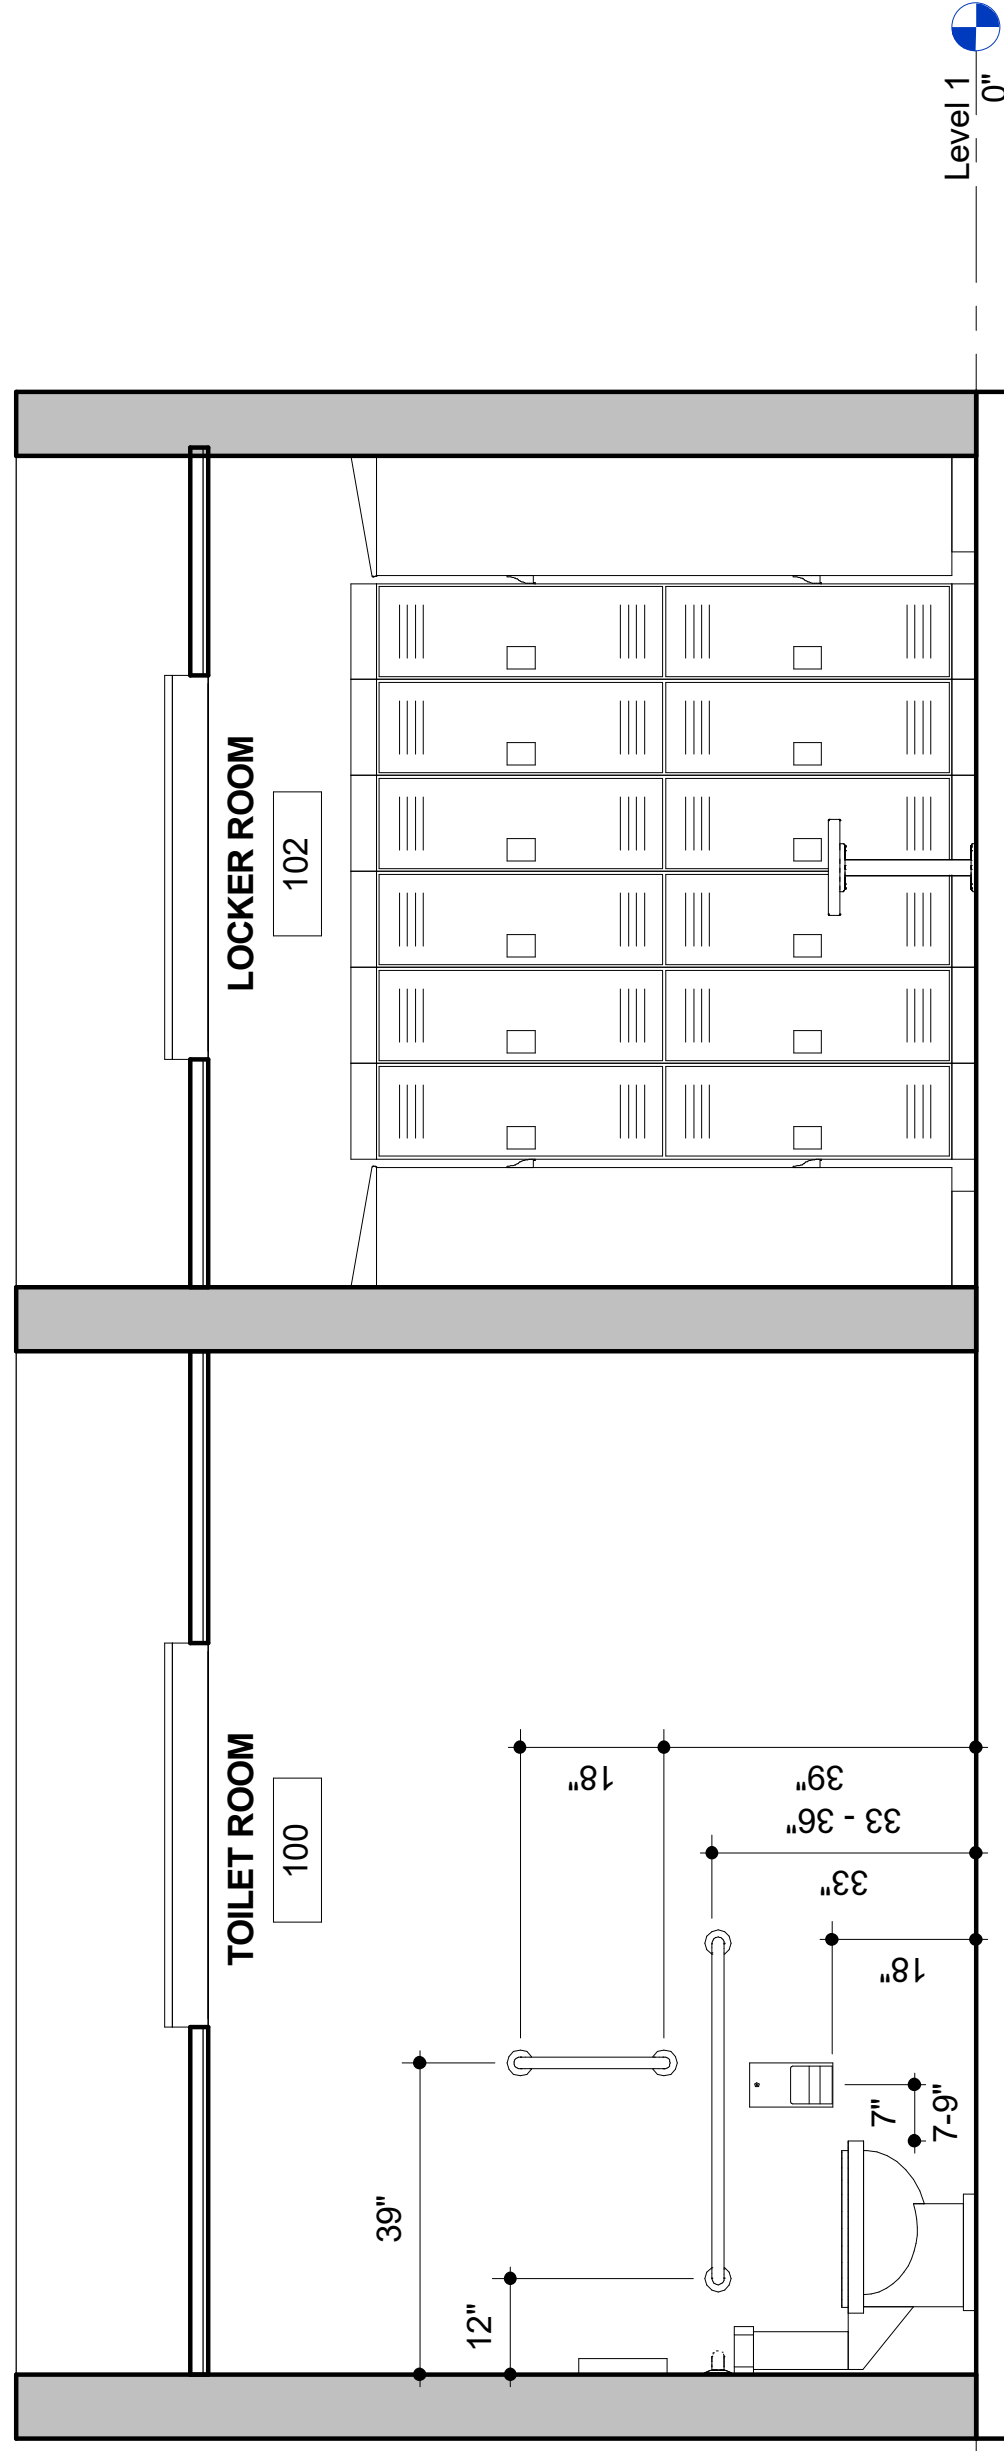 Level 1
0"
LOCKER ROOM
102
TOILET ROOM
100
18"
39"
33 - 36"
33"
18"
7"
7-9"
39"
12"